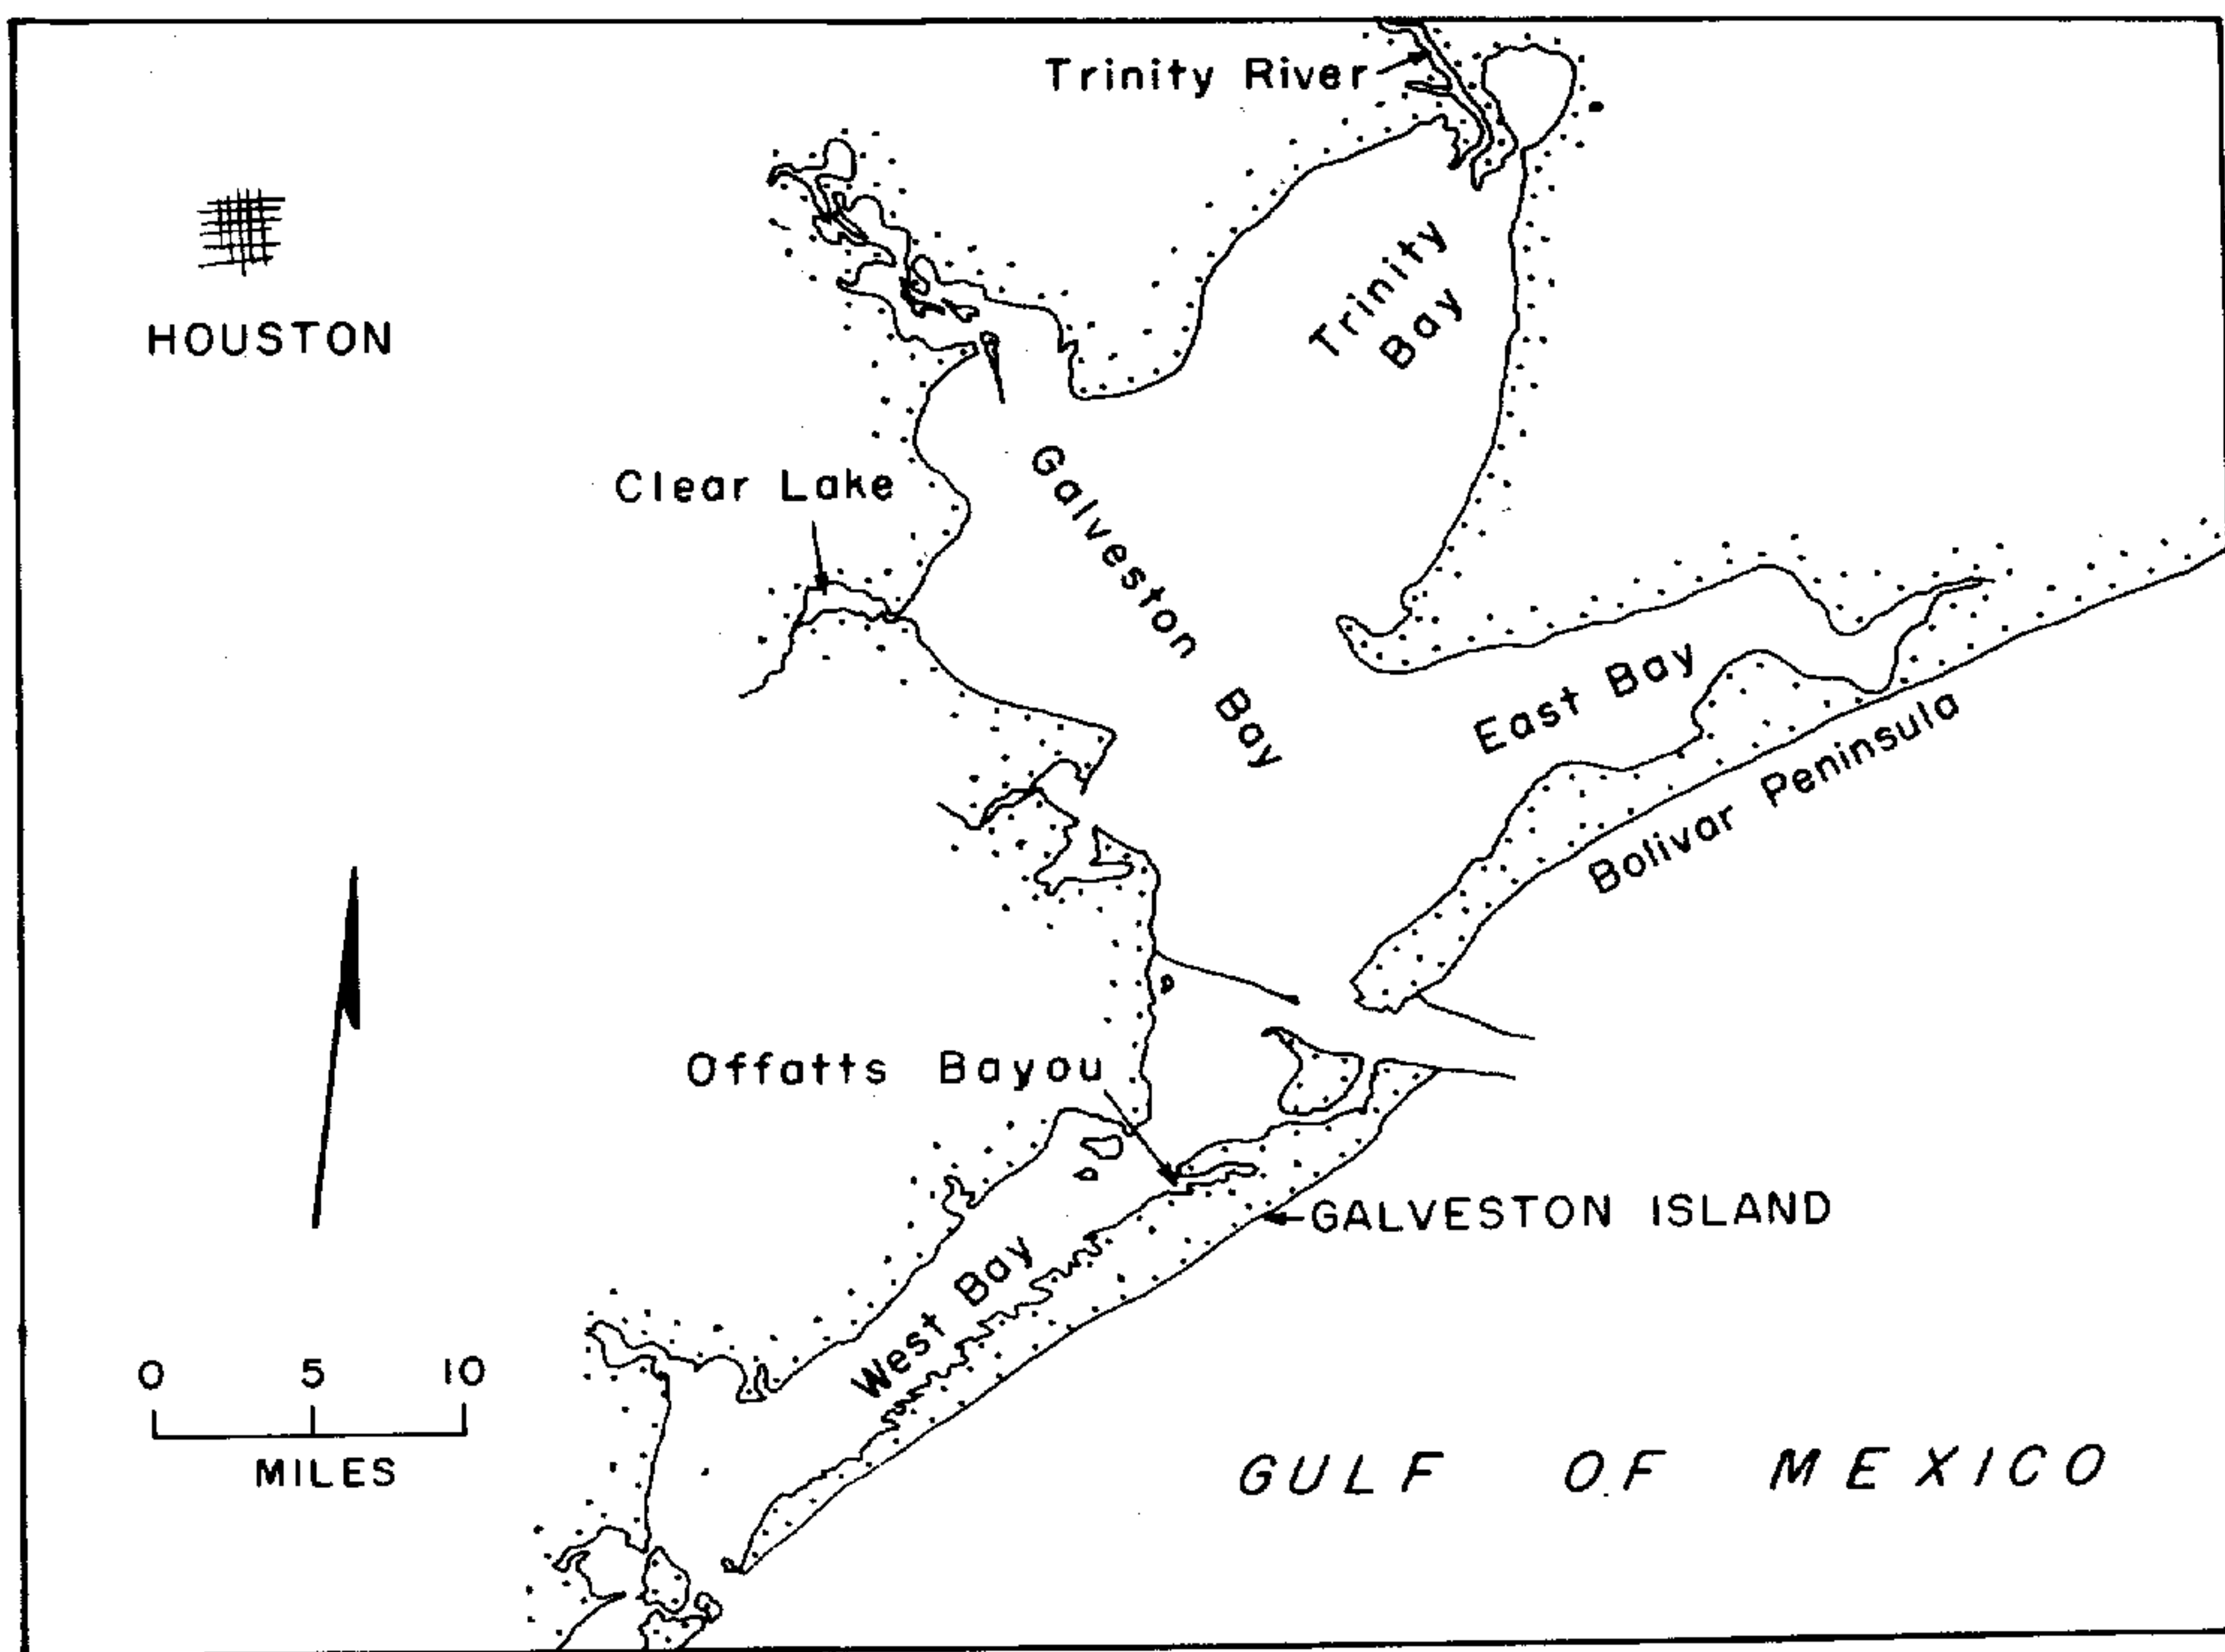 Trinity River
HOUSTON
Trinity
Bay
Clear Lake
Galveston Bay
East Bay
Bolivar Peninsula
Offatts Bayou
GALVESTON ISLAND
West Bay
0 5 10
MILES
GULF OF MEXICO